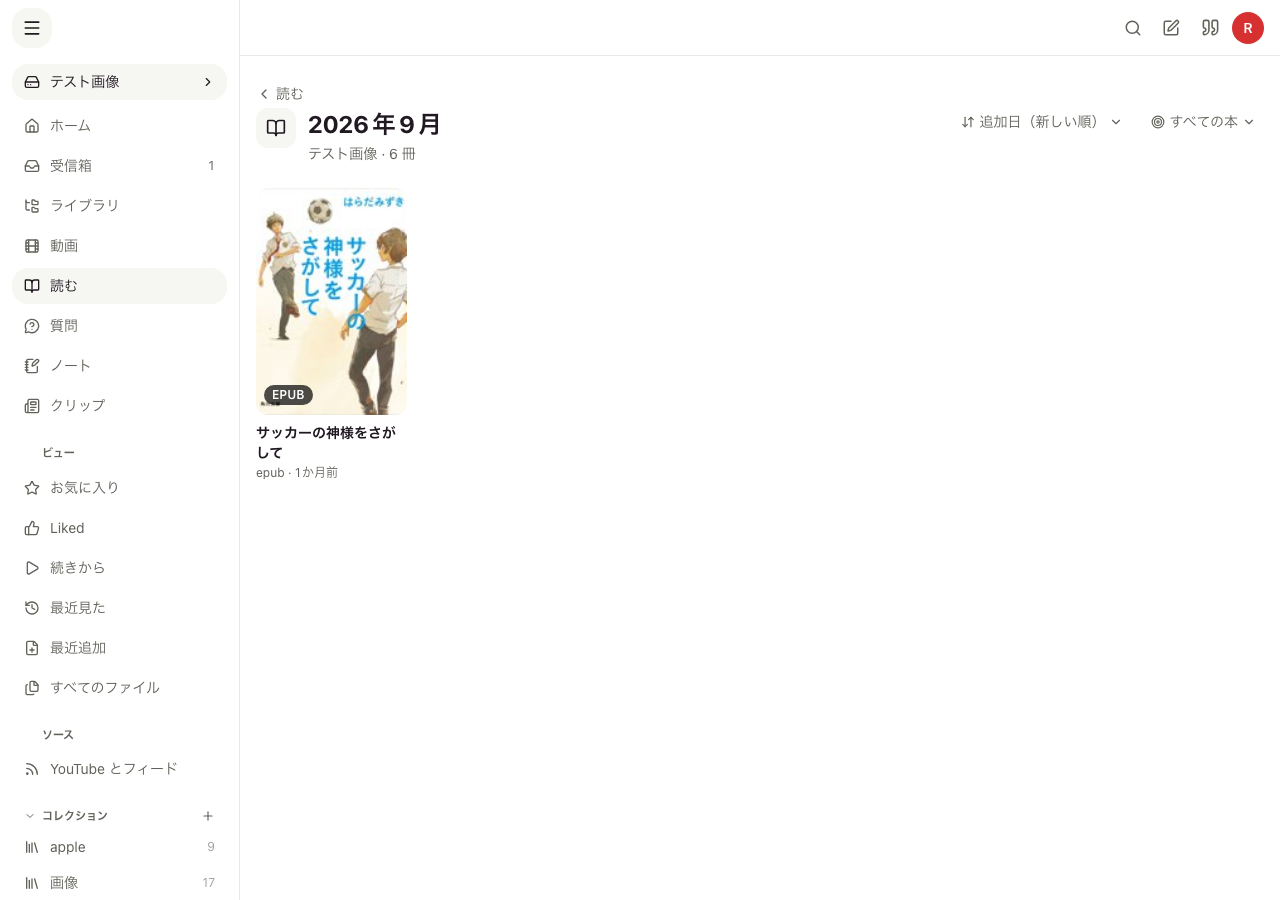 テスト画像
ホーム
受信箱 1
ライブラリ
動画
読む
質問
ノート
クリップ
ビュー
お気に入り
Liked
続きから
最近見た
最近追加
すべてのファイル
ソース
YouTube とフィード
コレクション
apple 9
画像 17
R
読む
2026年9月
テスト画像 · 6 冊
追加日（新しい順）
すべての本
はらだみずき
サッカーの
神様を
さがして
EPUB
サッカーの神様をさが
して
epub · 1か月前